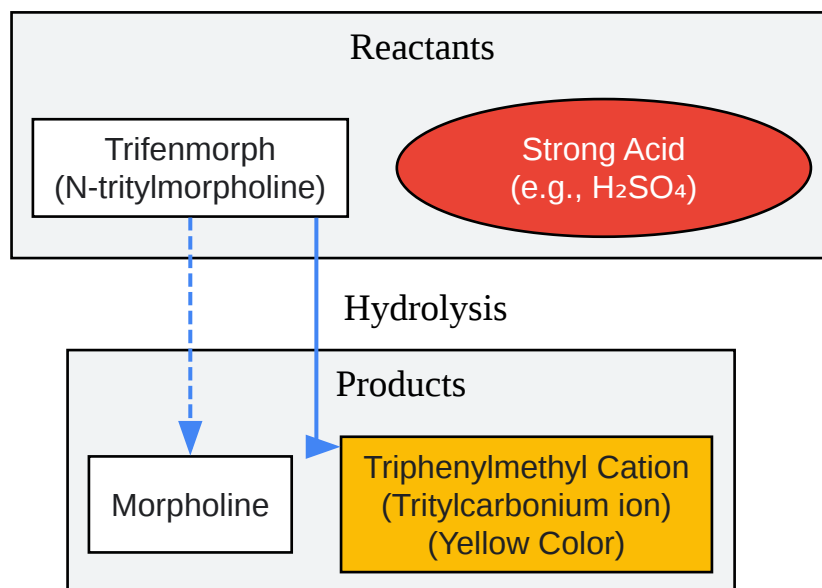 Reactants
Trifenmorph
(N-tritylmorpholine)
Strong Acid
(e.g., H₂SO₄)
Hydrolysis
Products
Morpholine
Triphenylmethyl Cation
(Tritylcarbonium ion)
(Yellow Color)